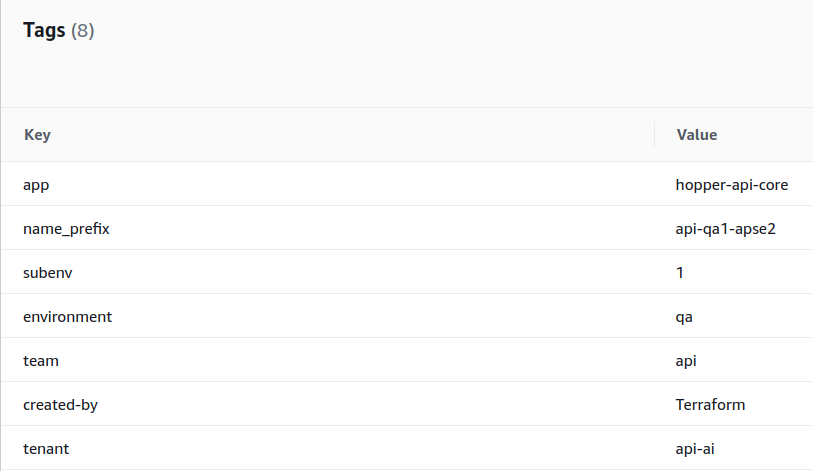 Tags (8)
Key Value
app hopper-api-core
name_prefix api-qa1-apse2
subenv 1
environment qa
team api
created-by Terraform
tenant api-ai